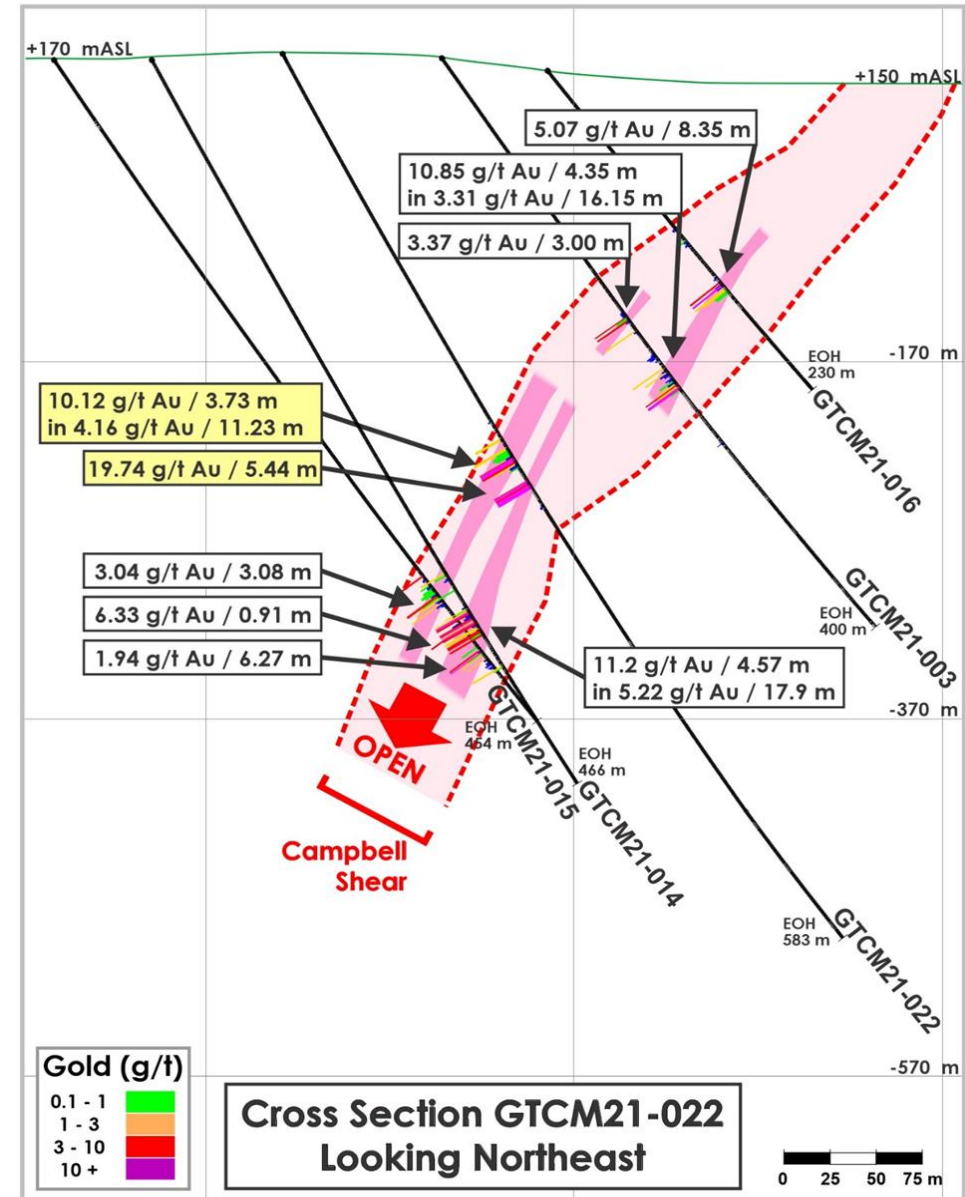 +170 mASL
+150 mASL
5.07 g/t Au / 8.35 m
10.85 g/t Au / 4.35 m
in 3.31 g/t Au / 16.15 m
3.37 g/t Au / 3.00 m
-170 m
EOH
230 m
GTCM21-016
10.12 g/t Au / 3.73 m
in 4.16 g/t Au / 11.23 m
19.74 g/t Au / 5.44 m
3.04 g/t Au / 3.08 m
6.33 g/t Au / 0.91 m
1.94 g/t Au / 6.27 m
EOH
400 m
GTCM21-003
11.2 g/t Au / 4.57 m
in 5.22 g/t Au / 17.9 m
-370 m
EOH
454 m
GTCM21-015
EOH
466 m
GTCM21-014
OPEN
Campbell
Shear
EOH
583 m
GTCM21-022
-570 m
Gold (g/t)
0.1 - 1
1 - 3
3 - 10
10 +
Cross Section GTCM21-022
Looking Northeast
0 25 50 75 m